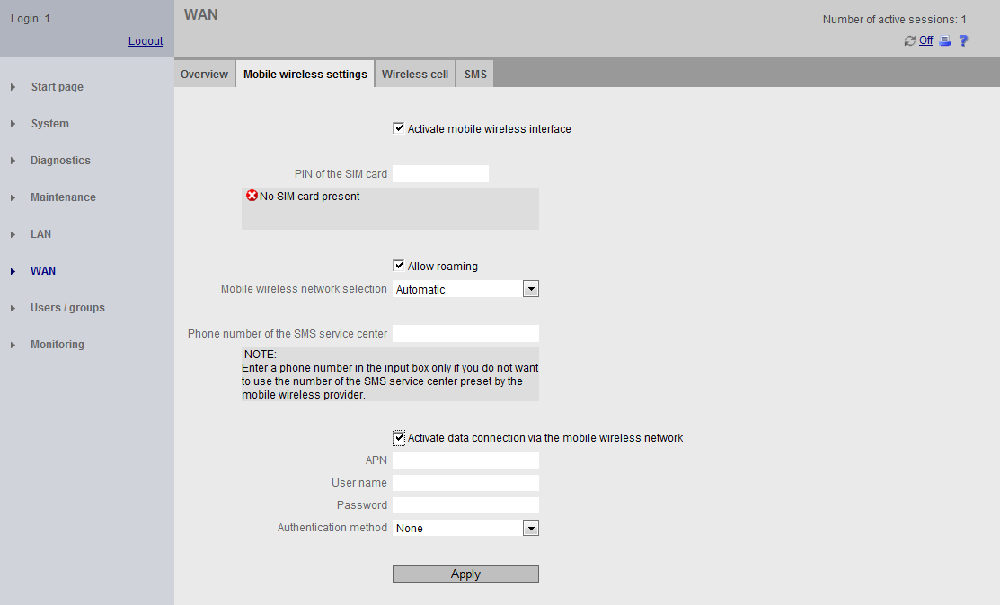 Login: 1
Logout
WAN
Number of active sessions: 1
Off
Start page
System
Diagnostics
Maintenance
LAN
WAN
Users / groups
Monitoring
Overview Mobile wireless settings Wireless cell SMS
Activate mobile wireless interface
PIN of the SIM card
No SIM card present
Allow roaming
Mobile wireless network selection Automatic
Phone number of the SMS service center
NOTE:
Enter a phone number in the input box only if you do not want
to use the number of the SMS service center preset by the
mobile wireless provider.
Activate data connection via the mobile wireless network
APN
User name
Password
Authentication method None
Apply